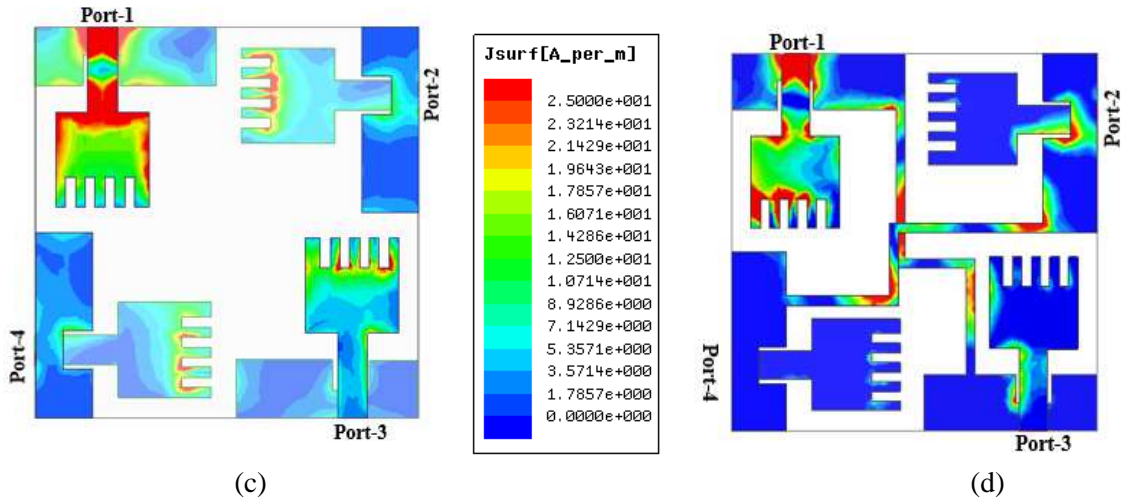 Port-1
Port-2
Port-3
Port-4
(c)
Jsurf[A_per_m]
2.5000e+001
2.3214e+001
2.1429e+001
1.9643e+001
1.7857e+001
1.6071e+001
1.4286e+001
1.2500e+001
1.0714e+001
8.9286e+000
7.1429e+000
5.3571e+000
3.5714e+000
1.7857e+000
0.0000e+000
Port-1
Port-2
Port-4
Port-3
(d)